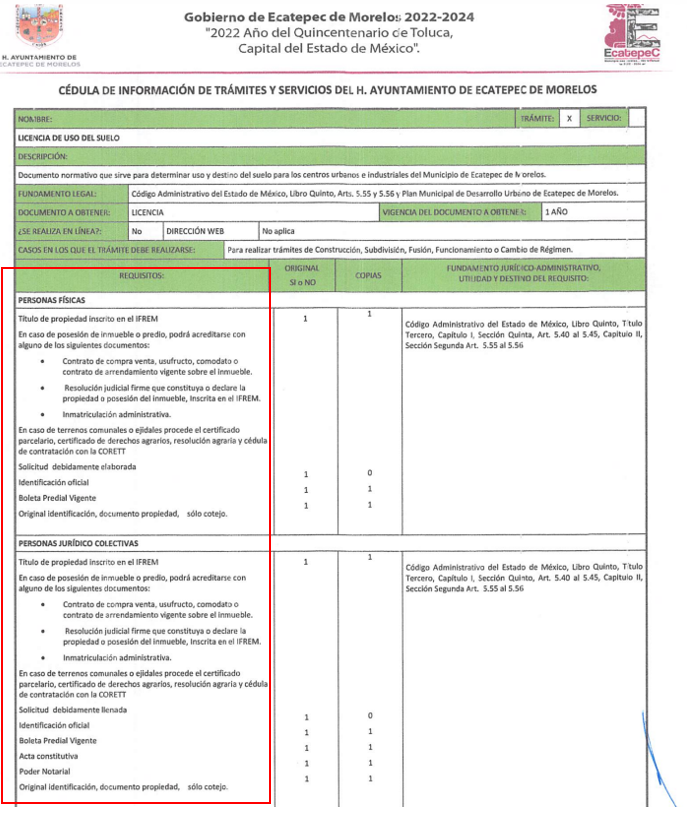 Gobierno de Ecatepec de Morelos 2022-2024
"2022 Año del Quincentenario de Toluca,
Capital del Estado de México".
H. AYUNTAMIENTO DE
ECATEPEC DE MORELOS
EcatepeC
CÉDULA DE INFORMACIÓN DE TRÁMITES Y SERVICIOS DEL H. AYUNTAMIENTO DE ECATEPEC DE MORELOS
NOMBRE: TRÁMITE: X SERVICIO:
LICENCIA DE USO DEL SUELO
DESCRIPCIÓN:
Documento normativo que sirve para determinar uso y destino del suelo para los centros urbanos e industriales del Municipio de Ecatepec de Morelos.
FUNDAMENTO LEGAL: Código Administrativo del Estado de México, Libro Quinto, Arts. 5.55 y 5.56 y Plan Municipal de Desarrollo Urbano de Ecatepec de Morelos.
DOCUMENTO A OBTENER: LICENCIA VIGENCIA DEL DOCUMENTO A OBTENER: 1 AÑO
¿SE REALIZA EN LÍNEA?: No DIRECCIÓN WEB No aplica
CASOS EN LOS QUE EL TRÁMITE DEBE REALIZARSE: Para realizar trámites de Construcción, Subdivisión, Fusión, Funcionamiento o Cambio de Régimen.
REQUISITOS: ORIGINAL SI o NO COPIAS FUNDAMENTO JURÍDICO-ADMINISTRATIVO, UTILIDAD Y DESTINO DEL REQUISITO:
PERSONAS FÍSICAS
Título de propiedad inscrito en el IFREM 1 1
Código Administrativo del Estado de México, Libro Quinto, Título
Tercero, Capítulo I, Sección Quinta, Art. 5.40 al 5.45, Capítulo II,
Sección Segunda Art. 5.55 al 5.56
En caso de posesión de inmueble o predio, podrá acreditarse con
alguno de los siguientes documentos:
• Contrato de compra venta, usufructo, comodato o
contrato de arrendamiento vigente sobre el inmueble.
• Resolución judicial firme que constituya o declare la
propiedad o posesión del inmueble, Inscrita en el IFREM.
• Inmatriculación administrativa.
En caso de terrenos comunales o ejidales procede el certificado
parcelario, certificado de derechos agrarios, resolución agraria y cédula
de contratación con la CORETT
Solicitud debidamente elaborada 1 0
Identificación oficial 1 1
Boleta Predial Vigente 1 1
Original identificación, documento propiedad, sólo cotejo.
PERSONAS JURÍDICO COLECTIVAS
Título de propiedad inscrito en el IFREM 1 1
Código Administrativo del Estado de México, Libro Quinto, Título
Tercero, Capítulo I, Sección Quinta, Art. 5.40 al 5.45, Capítulo II,
Sección Segunda Art. 5.55 al 5.56
En caso de posesión de inmueble o predio, podrá acreditarse con
alguno de los siguientes documentos:
• Contrato de compra venta, usufructo, comodato o
contrato de arrendamiento vigente sobre el inmueble.
• Resolución judicial firme que constituya o declare la
propiedad o posesión del inmueble, Inscrita en el IFREM.
• Inmatriculación administrativa.
En caso de terrenos comunales o ejidales procede el certificado
parcelario, certificado de derechos agrarios, resolución agraria y cédula
de contratación con la CORETT
Solicitud debidamente llenada 1 0
Identificación oficial 1 1
Boleta Predial Vigente 1 1
Acta constitutiva 1 1
Poder Notarial 1 1
Original identificación, documento propiedad, sólo cotejo.